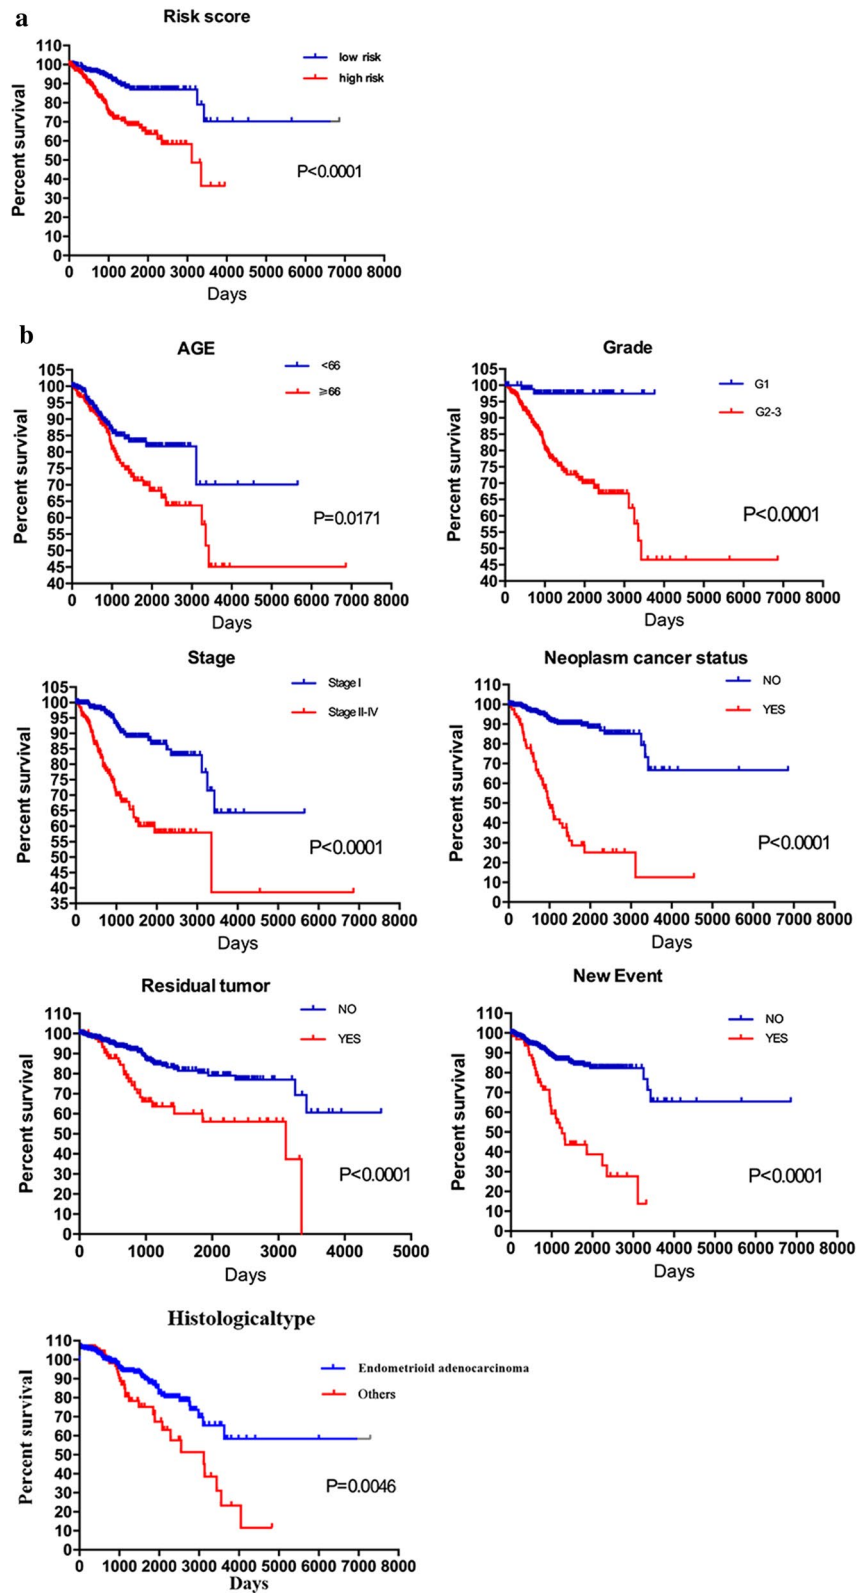 a
Risk score
110
100
90
80
70
60
50
40
30
20
10
0
Percent survival
low risk
high risk
P<0.0001
0 1000 2000 3000 4000 5000 6000 7000 8000
Days
b
AGE
105
100
95
90
85
80
75
70
65
60
55
50
45
40
Percent survival
<66
≥66
P=0.0171
0 1000 2000 3000 4000 5000 6000 7000 8000
Days
Grade
105
100
95
90
85
80
75
70
65
60
55
50
45
40
Percent survival
G1
G2-3
P<0.0001
0 1000 2000 3000 4000 5000 6000 7000 8000
Days
Stage
105
100
95
90
85
80
75
70
65
60
55
50
45
40
35
Percent survival
Stage I
Stage II-IV
P<0.0001
0 1000 2000 3000 4000 5000 6000 7000 8000
Days
Neoplasm cancer status
110
100
90
80
70
60
50
40
30
20
10
0
Percent survival
NO
YES
P<0.0001
0 1000 2000 3000 4000 5000 6000 7000 8000
Days
Residual tumor
110
100
90
80
70
60
50
40
30
20
10
0
Percent survival
NO
YES
P<0.0001
0 1000 2000 3000 4000 5000
Days
New Event
110
100
90
80
70
60
50
40
30
20
10
0
Percent survival
NO
YES
P<0.0001
0 1000 2000 3000 4000 5000 6000 7000 8000
Days
Histologicaltype
110
100
90
80
70
60
50
40
30
20
10
0
Percent survival
Endometrioid adenocarcinoma
Others
P=0.0046
0 1000 2000 3000 4000 5000 6000 7000 8000
Days